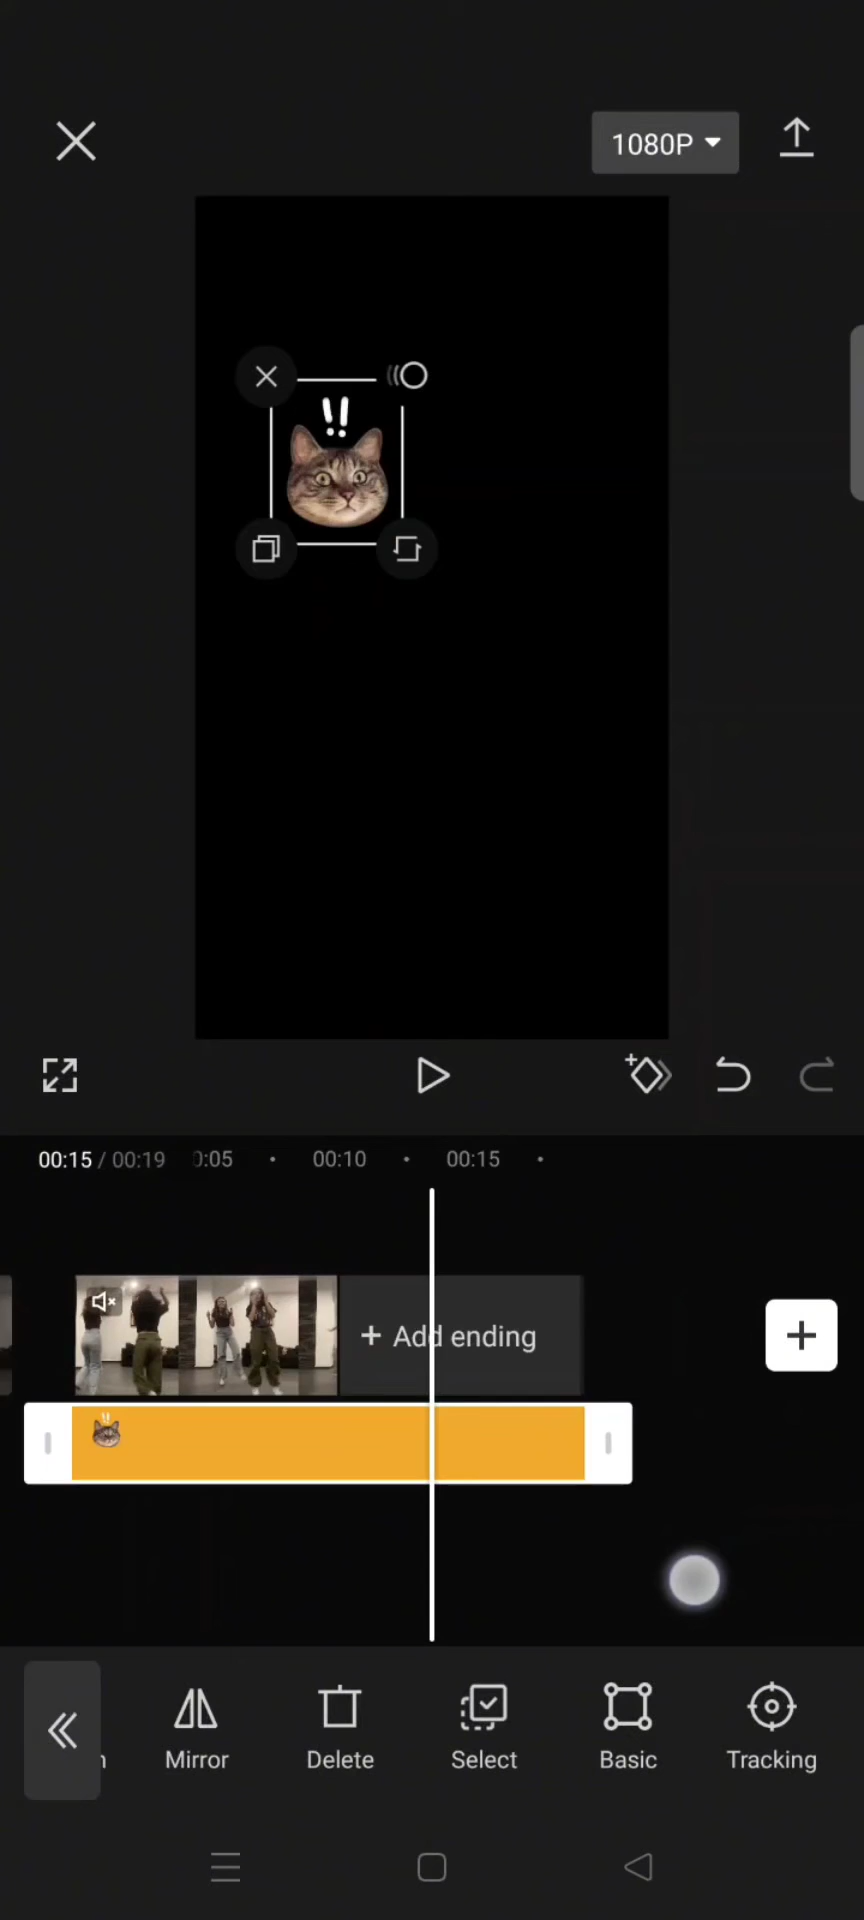 1080P
!!
00:15 / 00:19 0:05 00:10 00:15
+ Add ending
Mirror Delete Select Basic Tracking